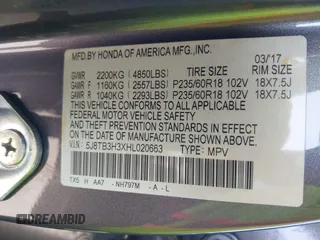 MFD.BY HONDA OF AMERICA MFG.,INC. 03/17
GVWR 2200KG (4850LBS) TIRE SIZE RIM SIZE
GAWR F 1160KG (2557LBS) P235/60R18 102V 18X7.5J
GAWR R 1040KG (2293LBS) P235/60R18 102V 18X7.5J
THIS VEHICLE CONFORMS TO ALL APPLICABLE
FEDERAL MOTOR VEHICLE SAFETY AND THEFT
PREVENTION STANDARDS IN EFFECT ON THE DATE OF
MANUFACTURE SHOWN ABOVE.
5J8TB3H3XHL020663 TYPE: MPV
TX5 H AA7 - NH797M - A - L
DREAMBID